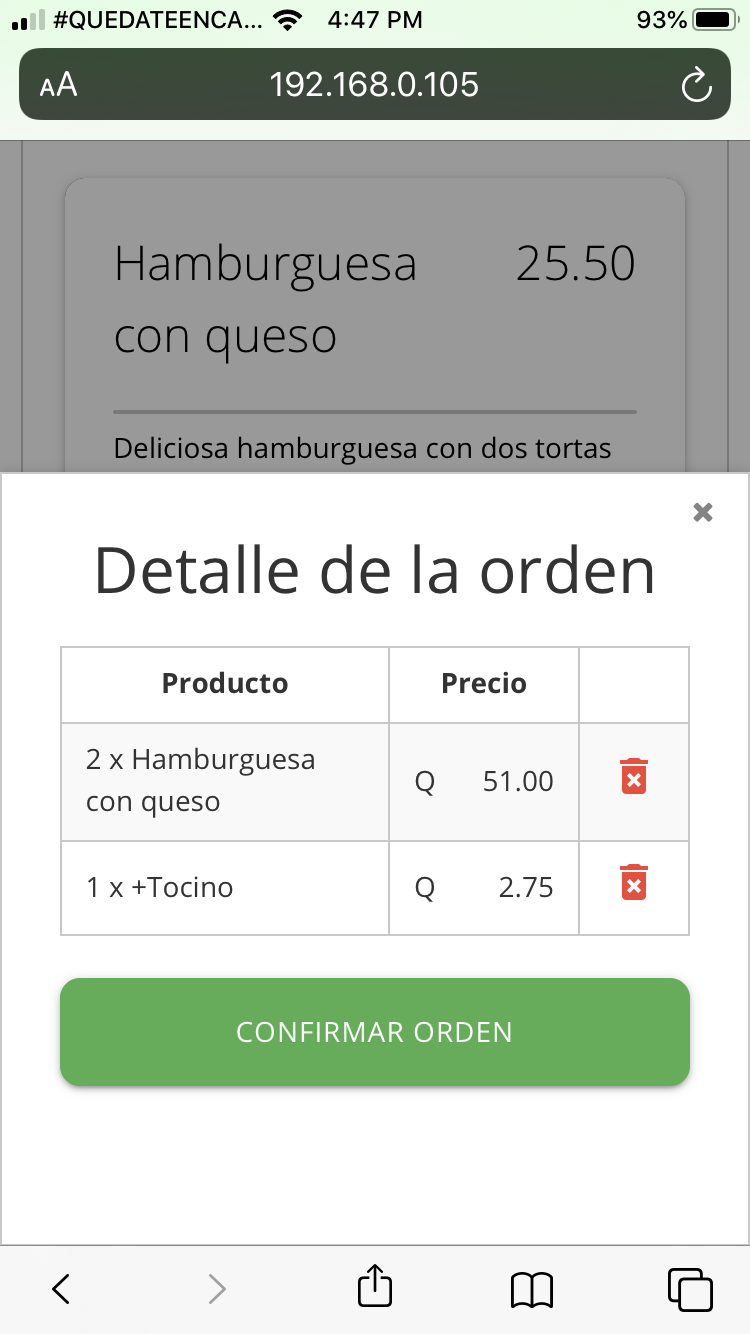 #QUEDATEENCA... 4:47 PM 93%
AA 192.168.0.105
Hamburguesa 25.50
con queso
Deliciosa hamburguesa con dos tortas
Detalle de la orden
Producto Precio
2 x Hamburguesa
con queso Q 51.00
1 x +Tocino Q 2.75
CONFIRMAR ORDEN